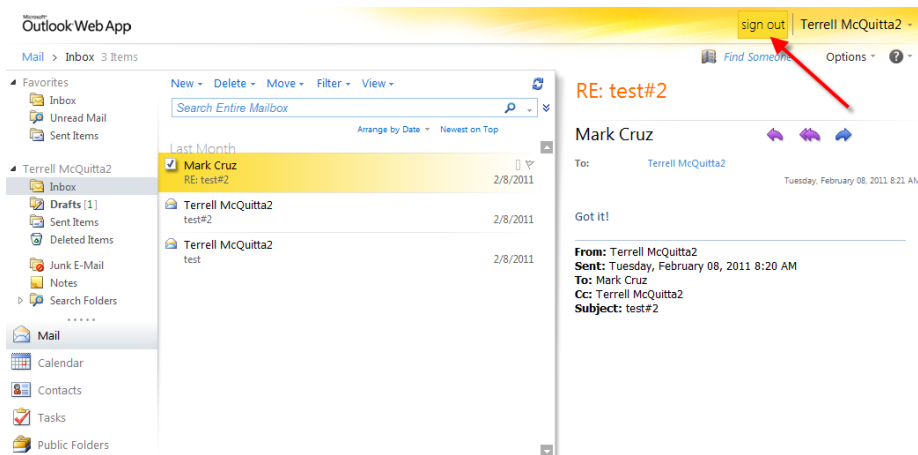 Microsoft
Outlook Web App
sign out
Terrell McQuitta2
Mail > Inbox 3 Items
Find Someone
Options
Favorites
Inbox
Unread Mail
Sent Items
Terrell McQuitta2
Inbox
Drafts [1]
Sent Items
Deleted Items
Junk E-Mail
Notes
Search Folders
Mail
Calendar
Contacts
Tasks
Public Folders
New Delete Move Filter View
Search Entire Mailbox
Arrange by Date Newest on Top
Last Month
Mark Cruz
RE: test#2 2/8/2011
Terrell McQuitta2
test#2 2/8/2011
Terrell McQuitta2
test 2/8/2011
RE: test#2
Mark Cruz
To: Terrell McQuitta2
Tuesday, February 08, 2011 8:21 AM
Got it!
From: Terrell McQuitta2
Sent: Tuesday, February 08, 2011 8:20 AM
To: Mark Cruz
Cc: Terrell McQuitta2
Subject: test#2